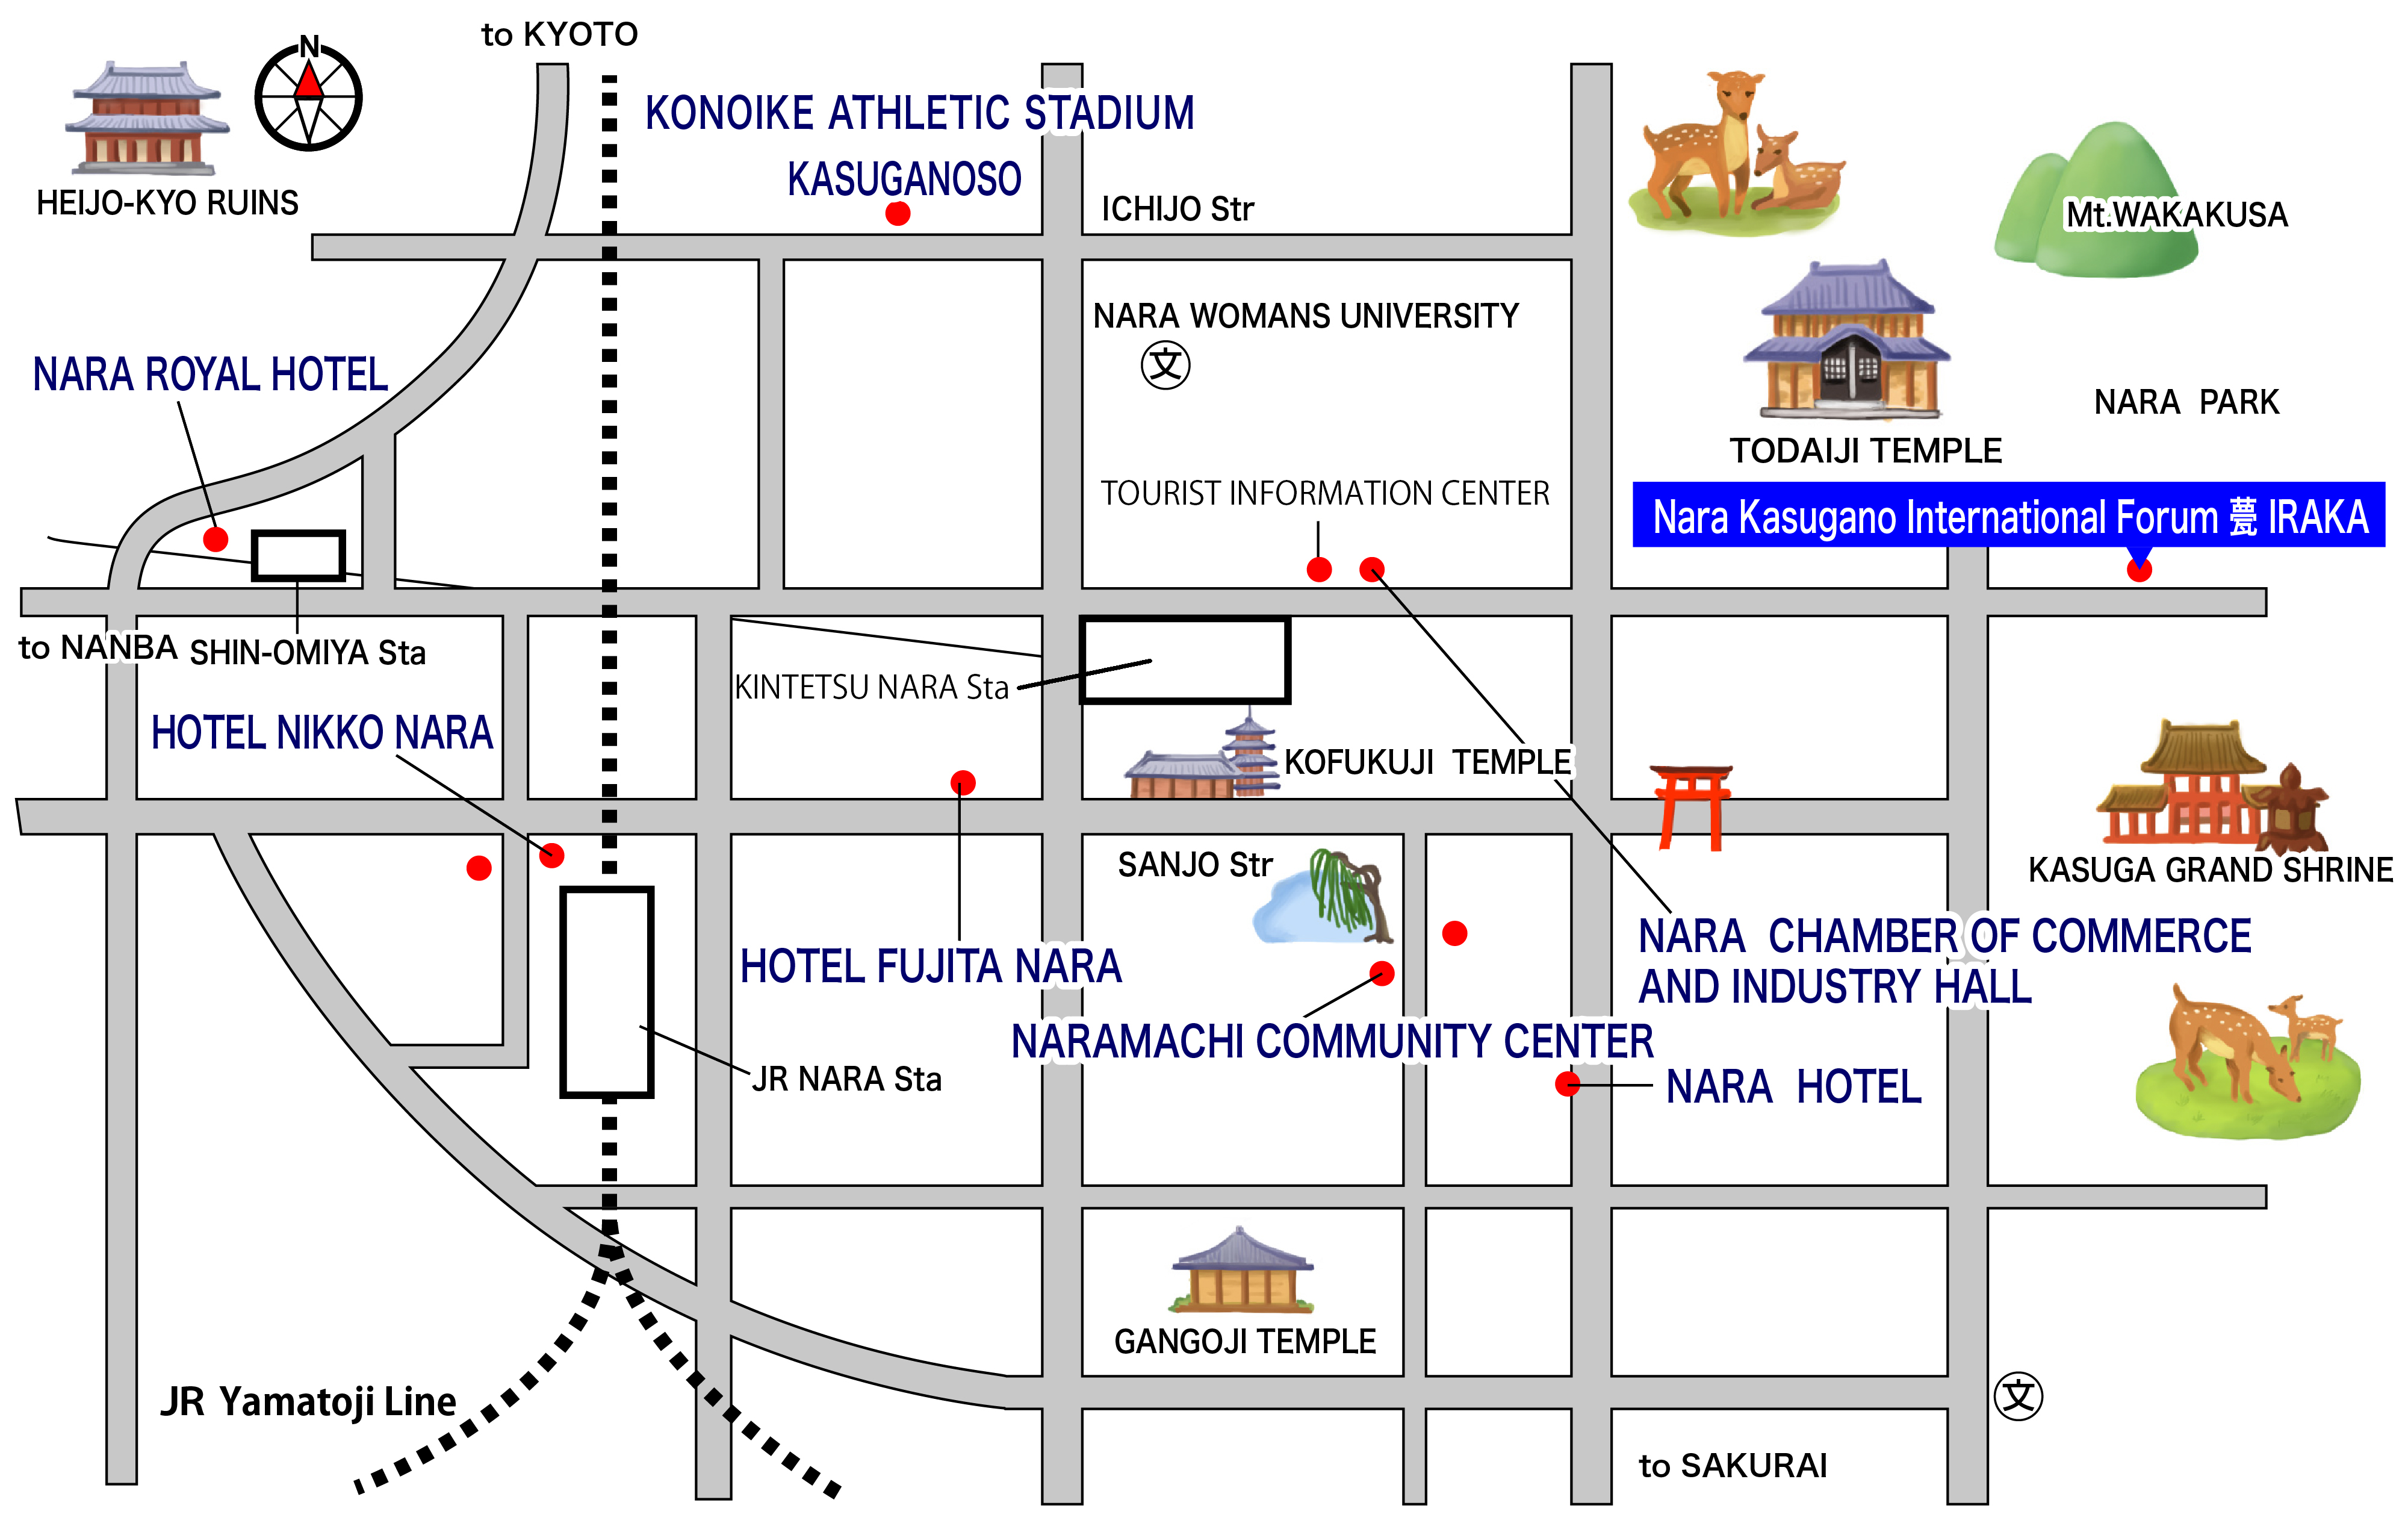 to KYOTO
N
KONOIKE ATHLETIC STADIUM
KASUGANOSO
HEIJO-KYO RUINS
ICHIJO Str
Mt.WAKAKUSA
NARA WOMANS UNIVERSITY
文
NARA ROYAL HOTEL
NARA PARK
TODAIJI TEMPLE
TOURIST INFORMATION CENTER
Nara Kasugano International Forum 甍 IRAKA
to NANBA
SHIN-OMIYA Sta
KINTETSU NARA Sta
HOTEL NIKKO NARA
KOFUKUJI TEMPLE
SANJO Str
KASUGA GRAND SHRINE
HOTEL FUJITA NARA
NARA CHAMBER OF COMMERCE
AND INDUSTRY HALL
NARAMACHI COMMUNITY CENTER
JR NARA Sta
NARA HOTEL
GANGOJI TEMPLE
JR Yamatoji Line
文
to SAKURAI